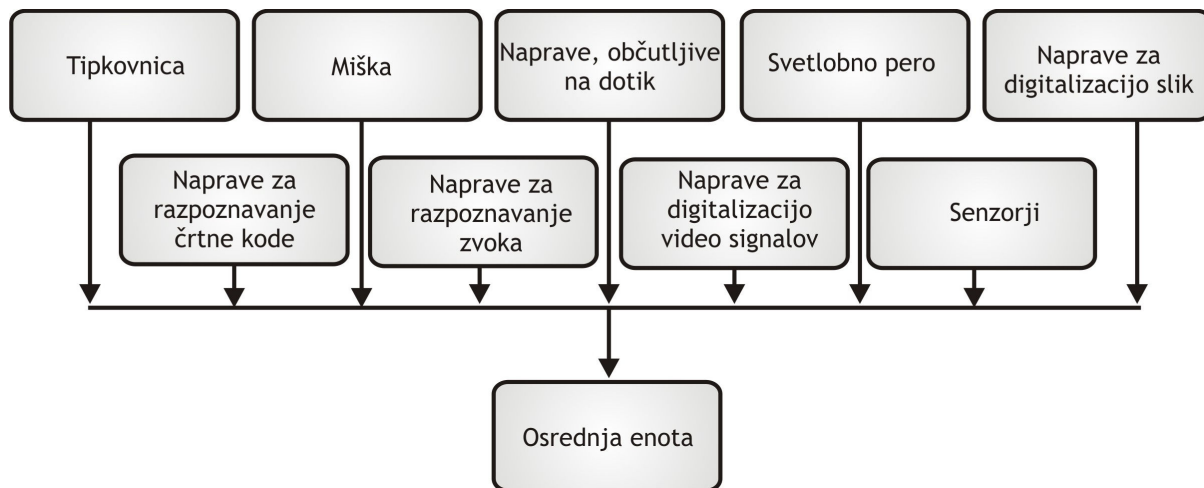 Tipkovnica
Miška
Naprave, občutljive
na dotik
Svetlobno pero
Naprave za
digitalizacijo slik
Naprave za
razpoznavanje
črtne kode
Naprave za
razpoznavanje
zvoka
Naprave za
digitalizacijo
video signalov
Senzorji
Osrednja enota